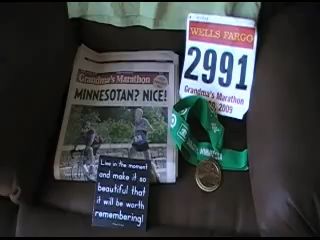 Grandma's Marathon
MINNESOTAN? NICE!
WELLS FARGO
2991
Grandma's Marathon
2009
Live in the moment
and make it so
beautiful that
it will be worth
remembering!